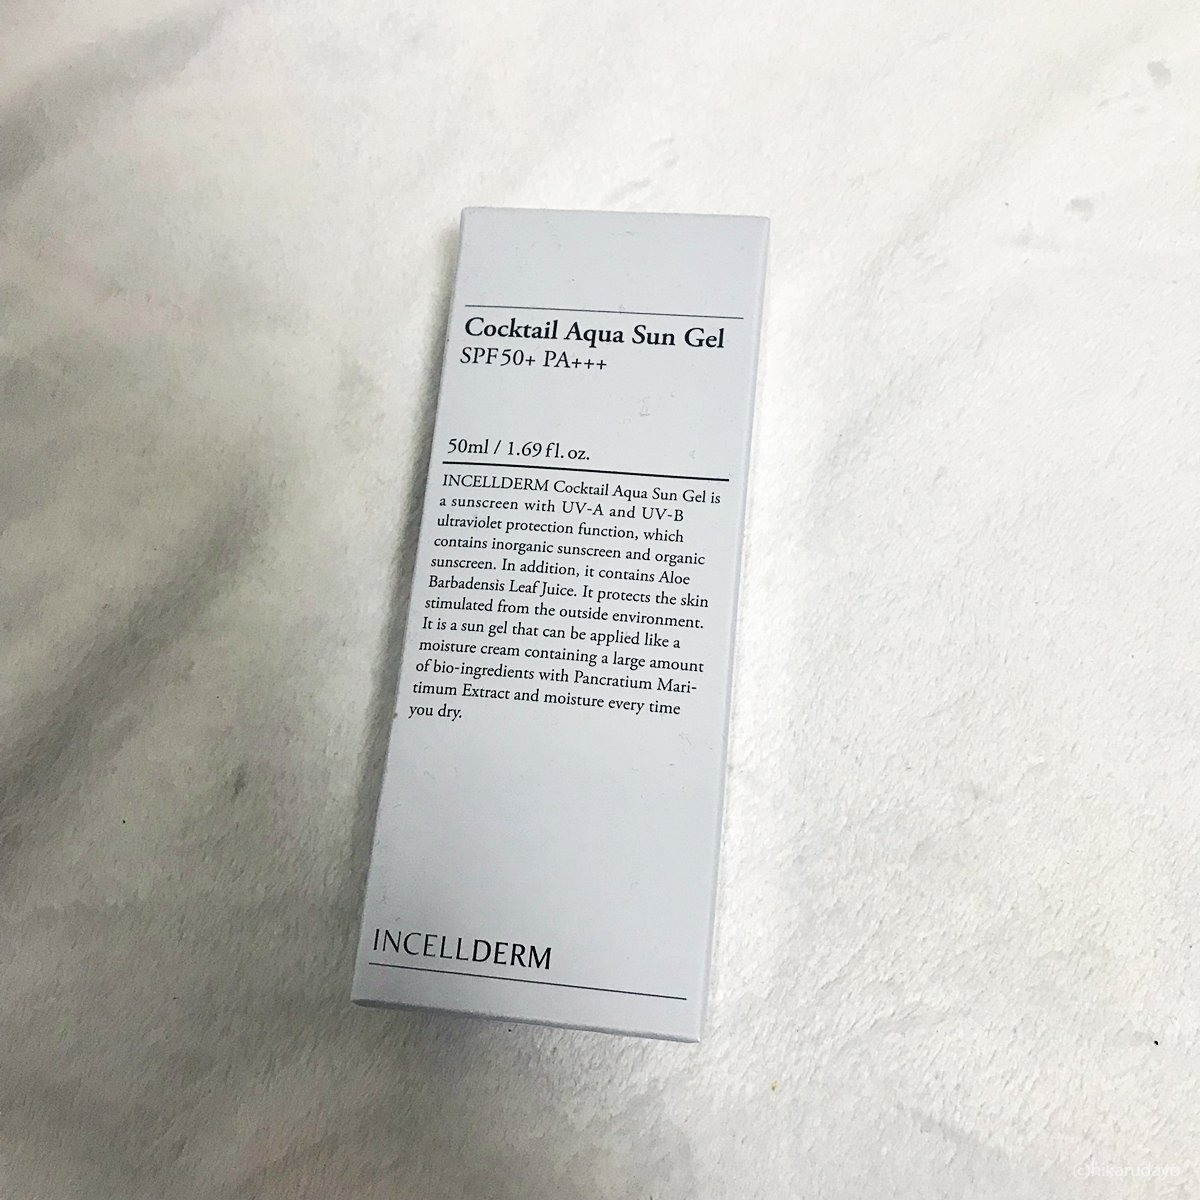 Cocktail Aqua Sun Gel
SPF50+ PA+++
50ml / 1.69 fl. oz.
INCELLDERM Cocktail Aqua Sun Gel is
a sunscreen with UV-A and UV-B
ultraviolet protection function, which
contains inorganic sunscreen and organic
sunscreen. In addition, it contains Aloe
Barbadensis Leaf Juice. It protects the skin
stimulated from the outside environment.
It is a sun gel that can be applied like a
moisture cream containing a large amount
of bio-ingredients with Pancratium Mari-
timum Extract and moisture every time
you dry.
INCELLDERM
(c)hikarudayo